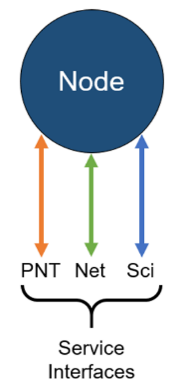 Node
PNT Net Sci
Service
Interfaces